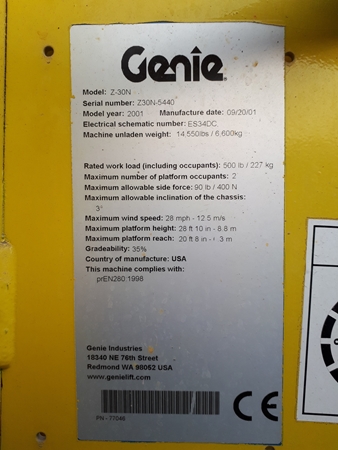 Genie
Model: Z-30N
Serial number: Z30N-5440
Model year: 2001 Manufacture date: 09/20/01
Electrical schematic number: ES34DC
Machine unladen weight: 14,550lbs / 6,600kg
Rated work load (including occupants): 500 lb / 227 kg
Maximum number of platform occupants: 2
Maximum allowable side force: 90 lb / 400 N
Maximum allowable inclination of the chassis:
3°
Maximum wind speed: 28 mph - 12.5 m/s
Maximum platform height: 28 ft 10 in - 8.8 m
Maximum platform reach: 20 ft 8 in - .3 m
Gradeability: 35%
Country of manufacture: USA
This machine complies with:
prEN280:1998
Genie Industries
18340 NE 76th Street
Redmond WA 98052 USA
www.genielift.com
PN - 77046
CE